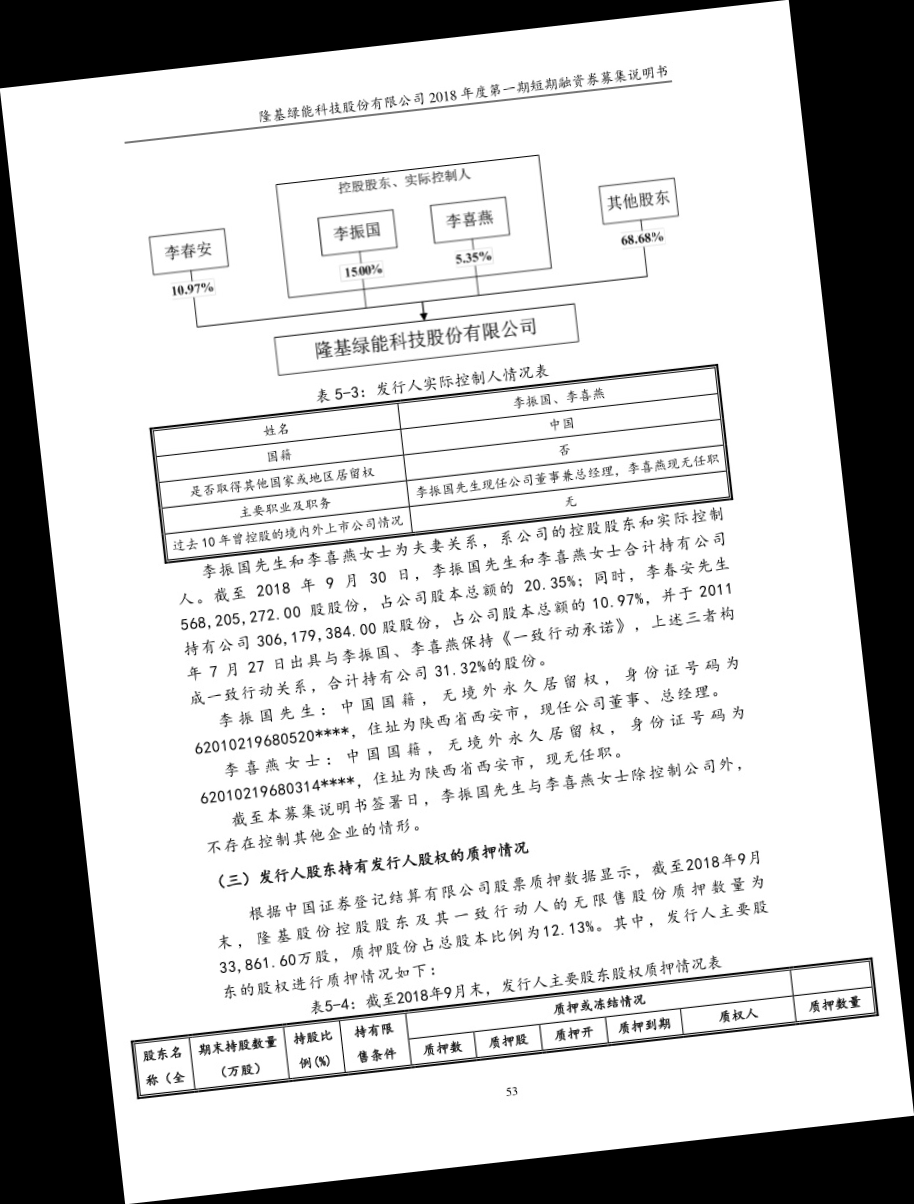 隆基绿能科技股份有限公司 2018 年度第一期短期融资券募集说明书
控股股东、实际控制人
李春安
李振国
李喜燕
其他股东
10.97%
15.00%
5.35%
68.68%
隆基绿能科技股份有限公司
表 5-3：发行人实际控制人情况表
姓名 李振国、李喜燕
国籍 中国
是否取得其他国家或地区居留权 否
主要职业及职务 李振国先生现任公司董事兼总经理，李喜燕现无任职
过去 10 年曾控股的境内外上市公司情况 无
李振国先生和李喜燕女士为夫妻关系，系公司的控股股东和实际控制
人。截至 2018 年 9 月 30 日，李振国先生和李喜燕女士合计持有公司
568,205,272.00 股股份，占公司股本总额的 20.35%；同时，李春安先生
持有公司 306,179,384.00 股股份，占公司股本总额的 10.97%，并于 2011
年 7 月 27 日出具与李振国、李喜燕保持《一致行动承诺》，上述三者构
成一致行动关系，合计持有公司 31.32%的股份。
李振国先生：中国国籍，无境外永久居留权，身份证号码为
62010219680520****，住址为陕西省西安市，现任公司董事、总经理。
李喜燕女士：中国国籍，无境外永久居留权，身份证号码为
62010219680314****，住址为陕西省西安市，现无任职。
截至本募集说明书签署日，李振国先生与李喜燕女士除控制公司外，
不存在控制其他企业的情形。
（三）发行人股东持有发行人股权的质押情况
根据中国证券登记结算有限公司股票质押数据显示，截至2018年9月
末，隆基股份控股股东及其一致行动人的无限售股份质押数量为
33,861.60万股，质押股份占总股本比例为12.13%。其中，发行人主要股
东的股权进行质押情况如下：
表5-4：截至2018年9月末，发行人主要股东股权质押情况表
股东名 期末持股数量 持股比 持有限 质押或冻结情况
称（全 （万股） 例(%) 售条件 质押数 质押股 质押开 质押到期 质权人 质押数量
53